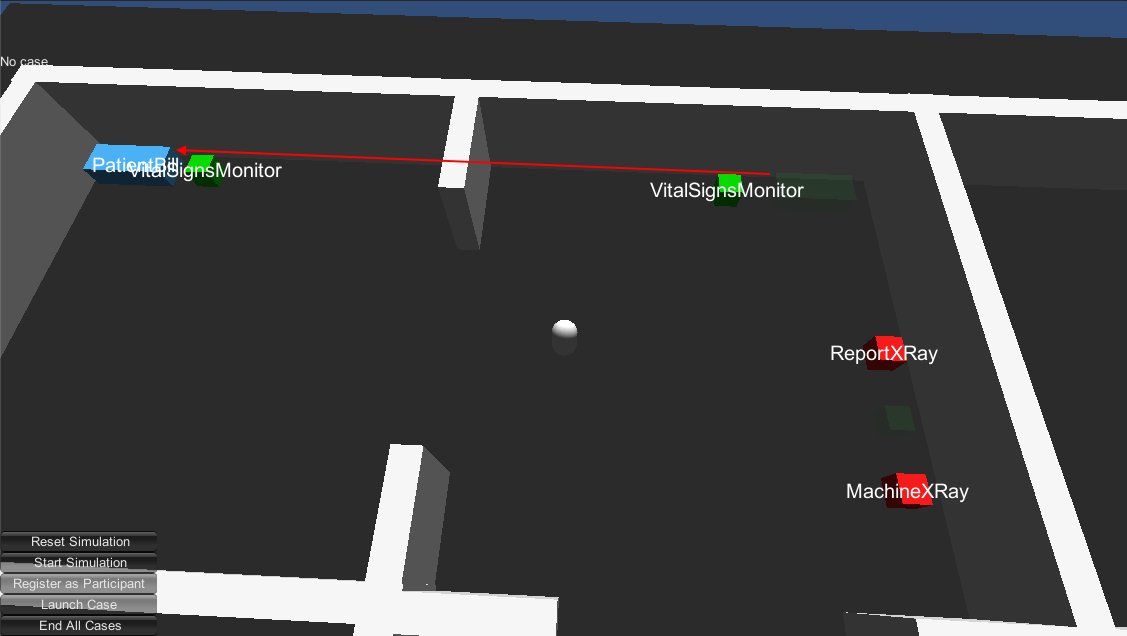 No case
PatientBill
VitalSignsMonitor
VitalSignsMonitor
ReportXRay
MachineXRay
Reset Simulation
Start Simulation
Register as Participant
Launch Case
End All Cases